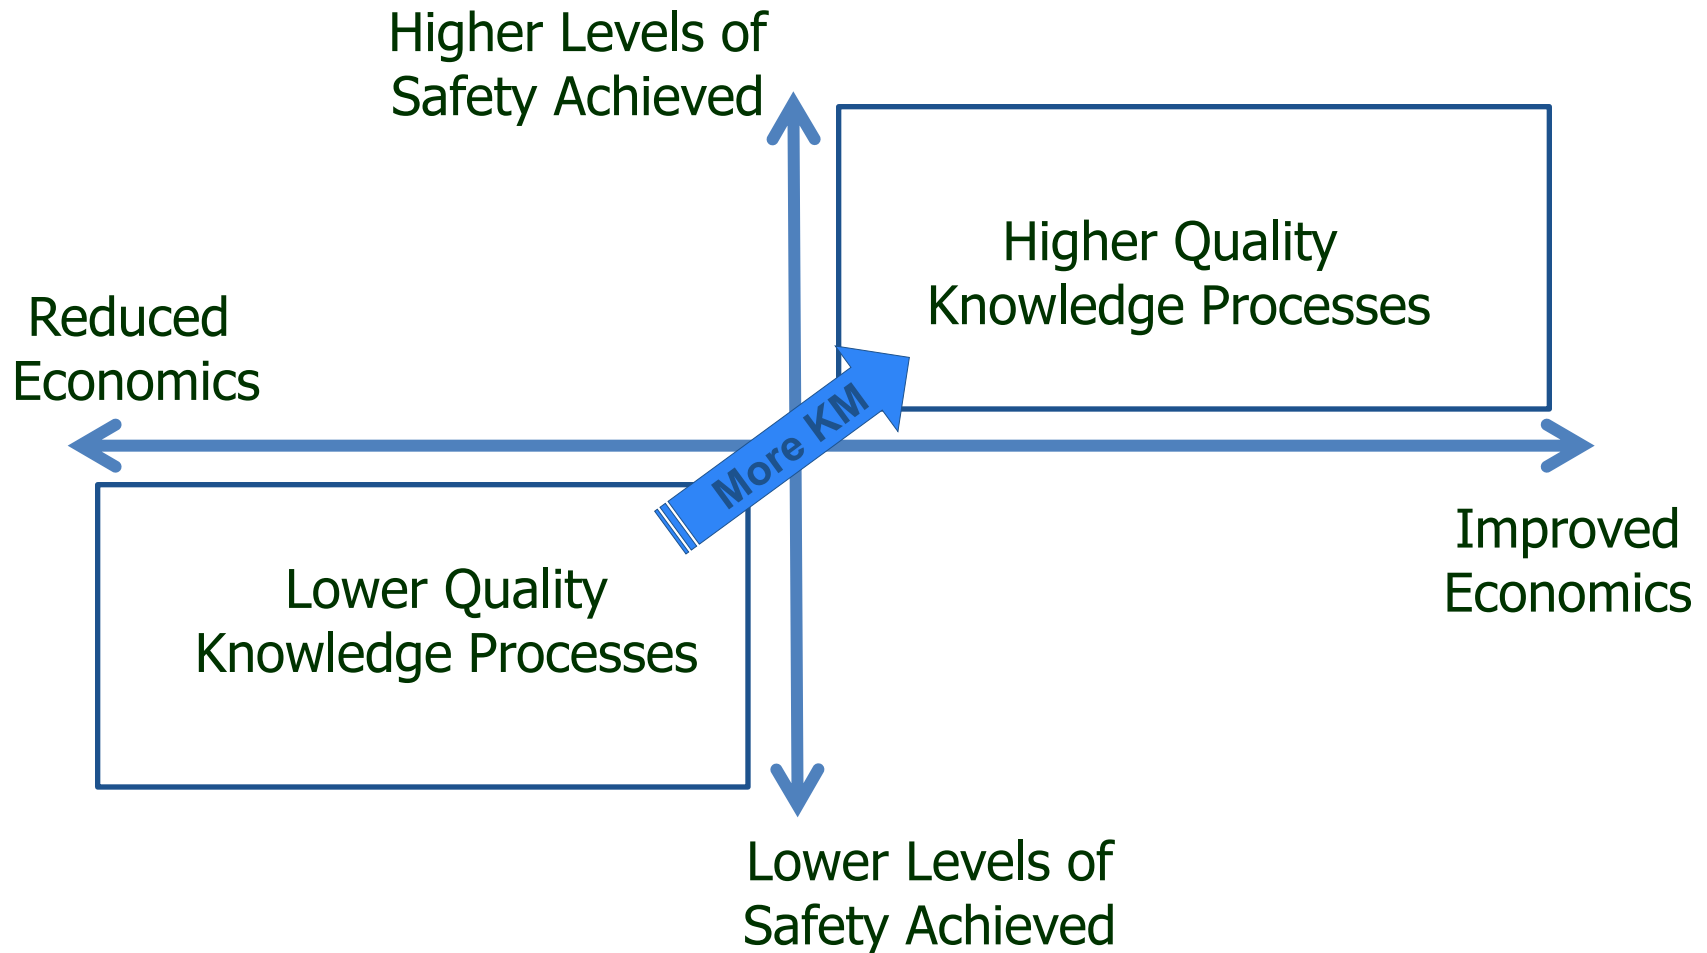 Higher Levels of
Safety Achieved
Higher Quality
Knowledge Processes
Reduced
Economics
More KM
Improved
Economics
Lower Quality
Knowledge Processes
Lower Levels of
Safety Achieved